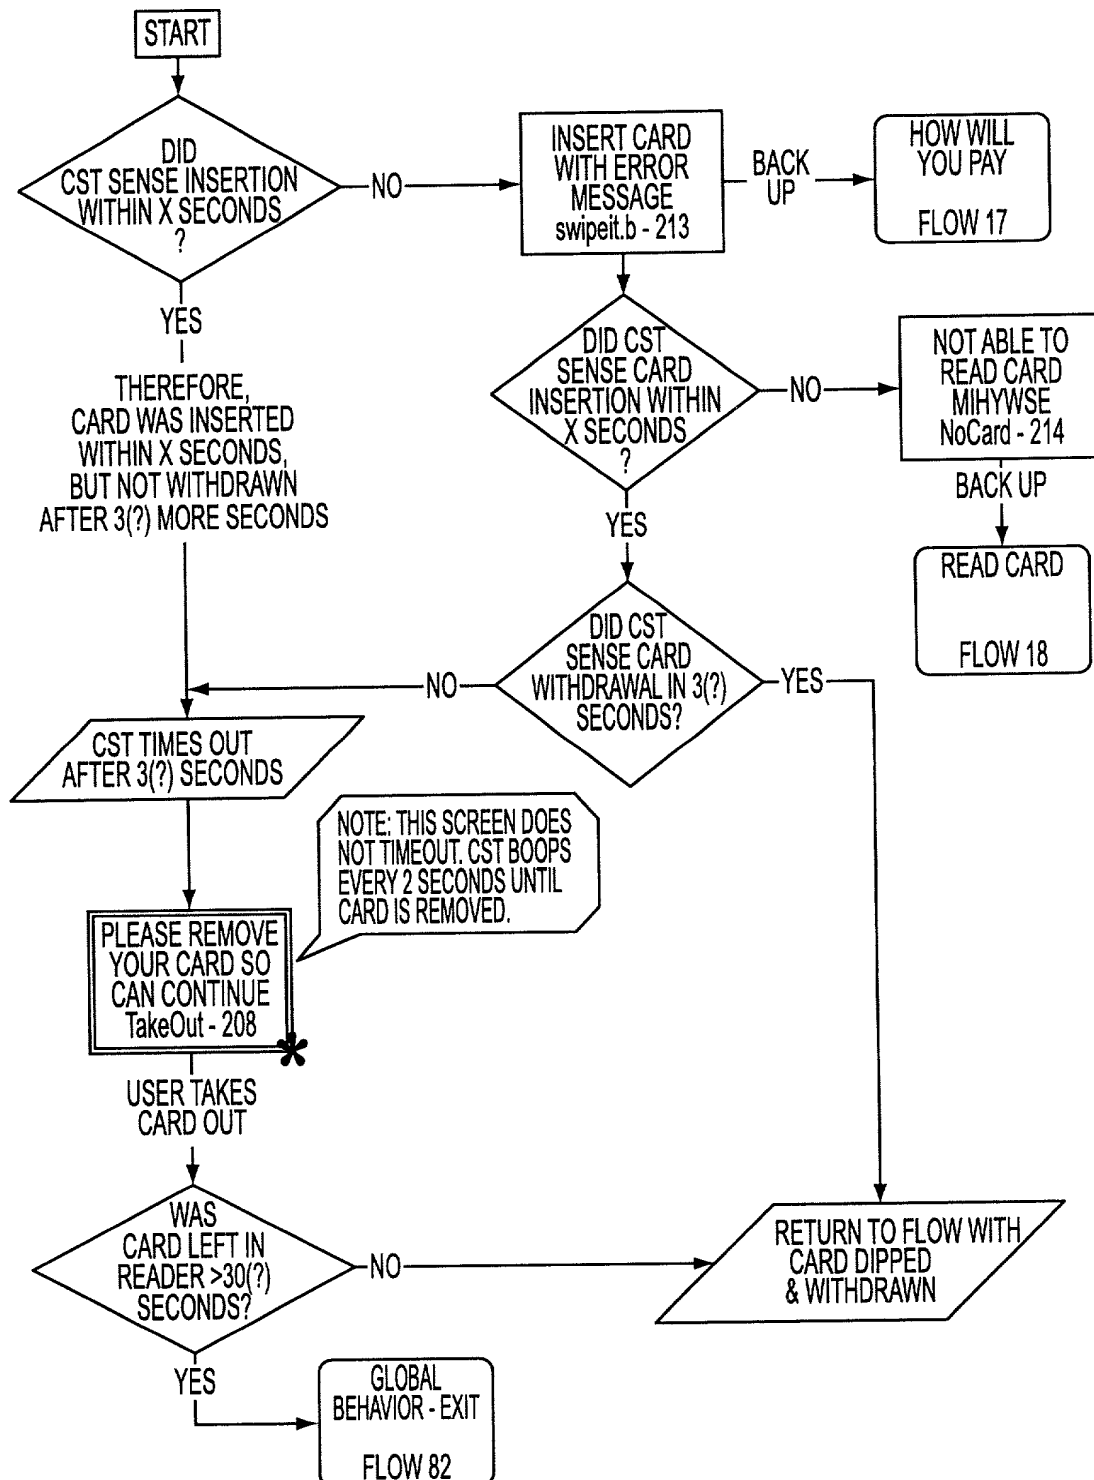 START
DID
CST SENSE INSERTION
WITHIN X SECONDS
?
NO
INSERT CARD
WITH ERROR
MESSAGE
swipeit.b - 213
BACK
UP
HOW WILL
YOU PAY
FLOW 17
YES
THEREFORE,
CARD WAS INSERTED
WITHIN X SECONDS,
BUT NOT WITHDRAWN
AFTER 3(?) MORE SECONDS
DID CST
SENSE CARD
INSERTION WITHIN
X SECONDS
?
NO
NOT ABLE TO
READ CARD
MIHYWSE
NoCard - 214
BACK UP
READ CARD
FLOW 18
YES
DID CST
SENSE CARD
WITHDRAWAL IN 3(?)
SECONDS?
NO
YES
CST TIMES OUT
AFTER 3(?) SECONDS
NOTE: THIS SCREEN DOES
NOT TIMEOUT. CST BOOPS
EVERY 2 SECONDS UNTIL
CARD IS REMOVED.
PLEASE REMOVE
YOUR CARD SO
CAN CONTINUE
TakeOut - 208
*
USER TAKES
CARD OUT
WAS
CARD LEFT IN
READER >30(?)
SECONDS?
NO
RETURN TO FLOW WITH
CARD DIPPED
& WITHDRAWN
YES
GLOBAL
BEHAVIOR - EXIT
FLOW 82